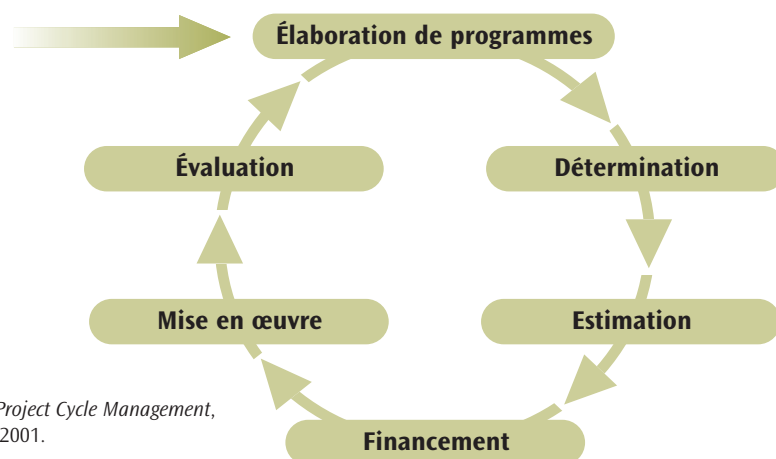 Élaboration de programmes
Évaluation
Détermination
Mise en œuvre
Estimation
Project Cycle Management,
2001.
Financement